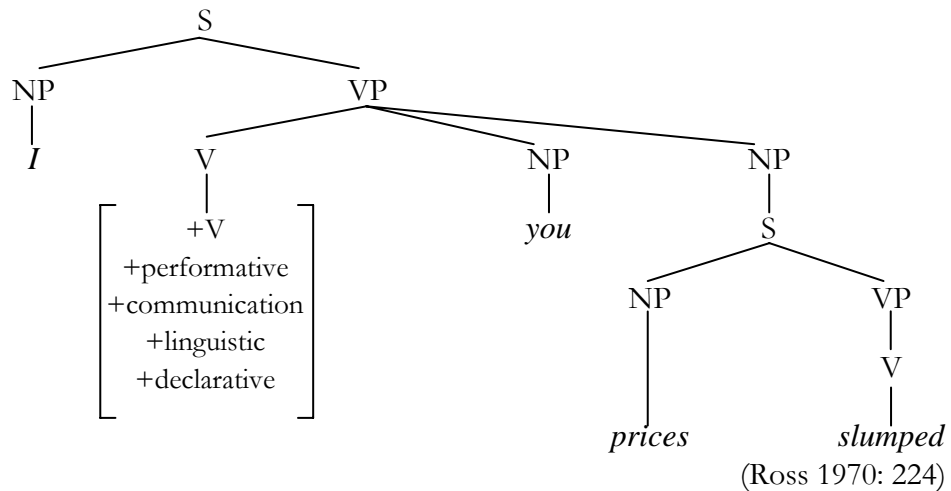 S
NP VP
I V NP NP
+V you S
+performative
+communication NP VP
+linguistic
+declarative V
prices slumped
(Ross 1970: 224)